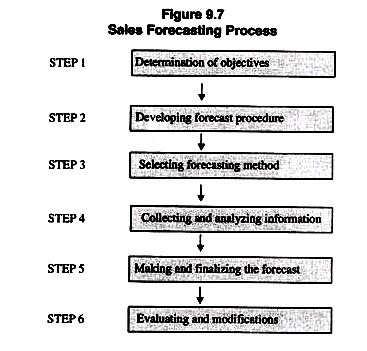 Figure 9.7
Sales Forecasting Process
STEP 1 Determination of objectives
STEP 2 Developing forecast procedure
STEP 3 Selecting forecasting method
STEP 4 Collecting and analyzing information
STEP 5 Making and finalizing the forecast
STEP 6 Evaluating and modifications